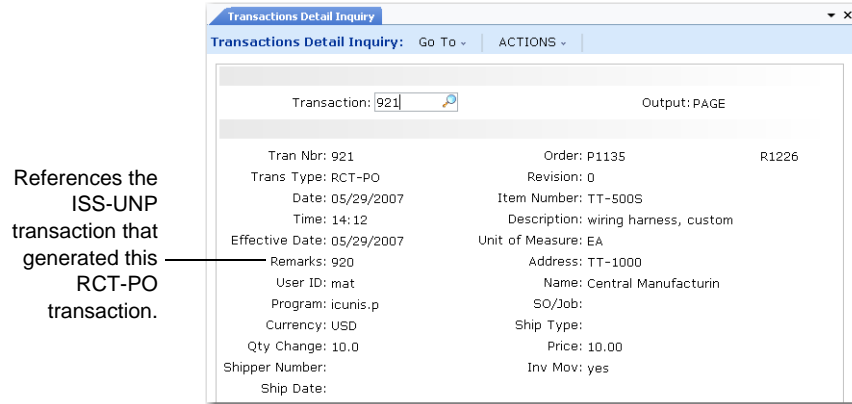 Transactions Detail Inquiry
Transactions Detail Inquiry: Go To ACTIONS
Transaction: 921 Output: PAGE
Tran Nbr: 921 Order: P1135 R1226
Trans Type: RCT-PO Revision: 0
Date: 05/29/2007 Item Number: TT-500S
Time: 14:12 Description: wiring harness, custom
Effective Date: 05/29/2007 Unit of Measure: EA
Remarks: 920 Address: TT-1000
User ID: mat Name: Central Manufacturin
Program: icunis.p SO/Job:
Currency: USD Ship Type:
Qty Change: 10.0 Price: 10.00
Shipper Number: Inv Mov: yes
Ship Date:
References the
ISS-UNP
transaction that
generated this
RCT-PO
transaction.